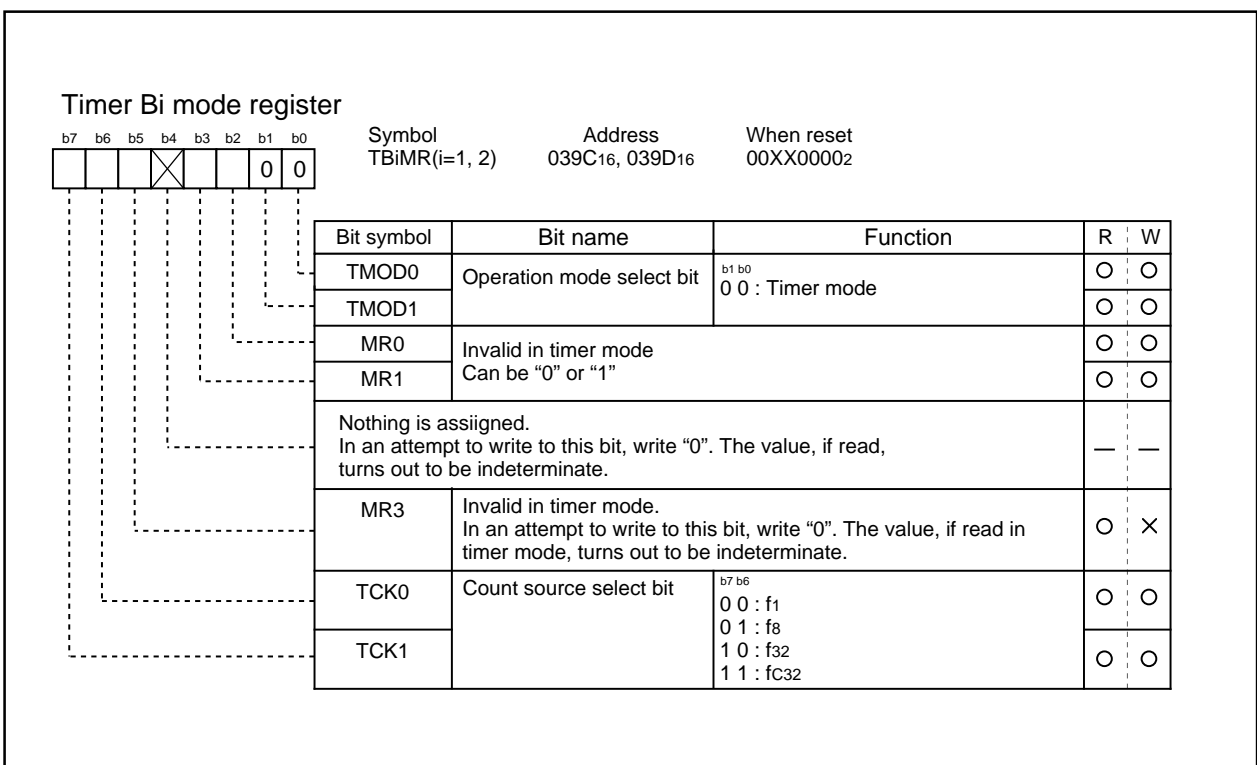 Timer Bi mode register
b7 b6 b5 b4 b3 b2 b1 b0
0 0
Symbol Address When reset
TBiMR(i=1, 2) 039C16, 039D16 00XX00002
Bit symbol Bit name Function R W
TMOD0 Operation mode select bit b1 b0
0 0 : Timer mode
TMOD1
MR0 Invalid in timer mode
MR1 Can be “0” or “1”
Nothing is assiigned.
In an attempt to write to this bit, write “0”. The value, if read,
turns out to be indeterminate.
MR3 Invalid in timer mode.
In an attempt to write to this bit, write “0”. The value, if read in
timer mode, turns out to be indeterminate.
TCK0 Count source select bit b7 b6
0 0 : f1
0 1 : f8
TCK1 1 0 : f32
1 1 : fC32